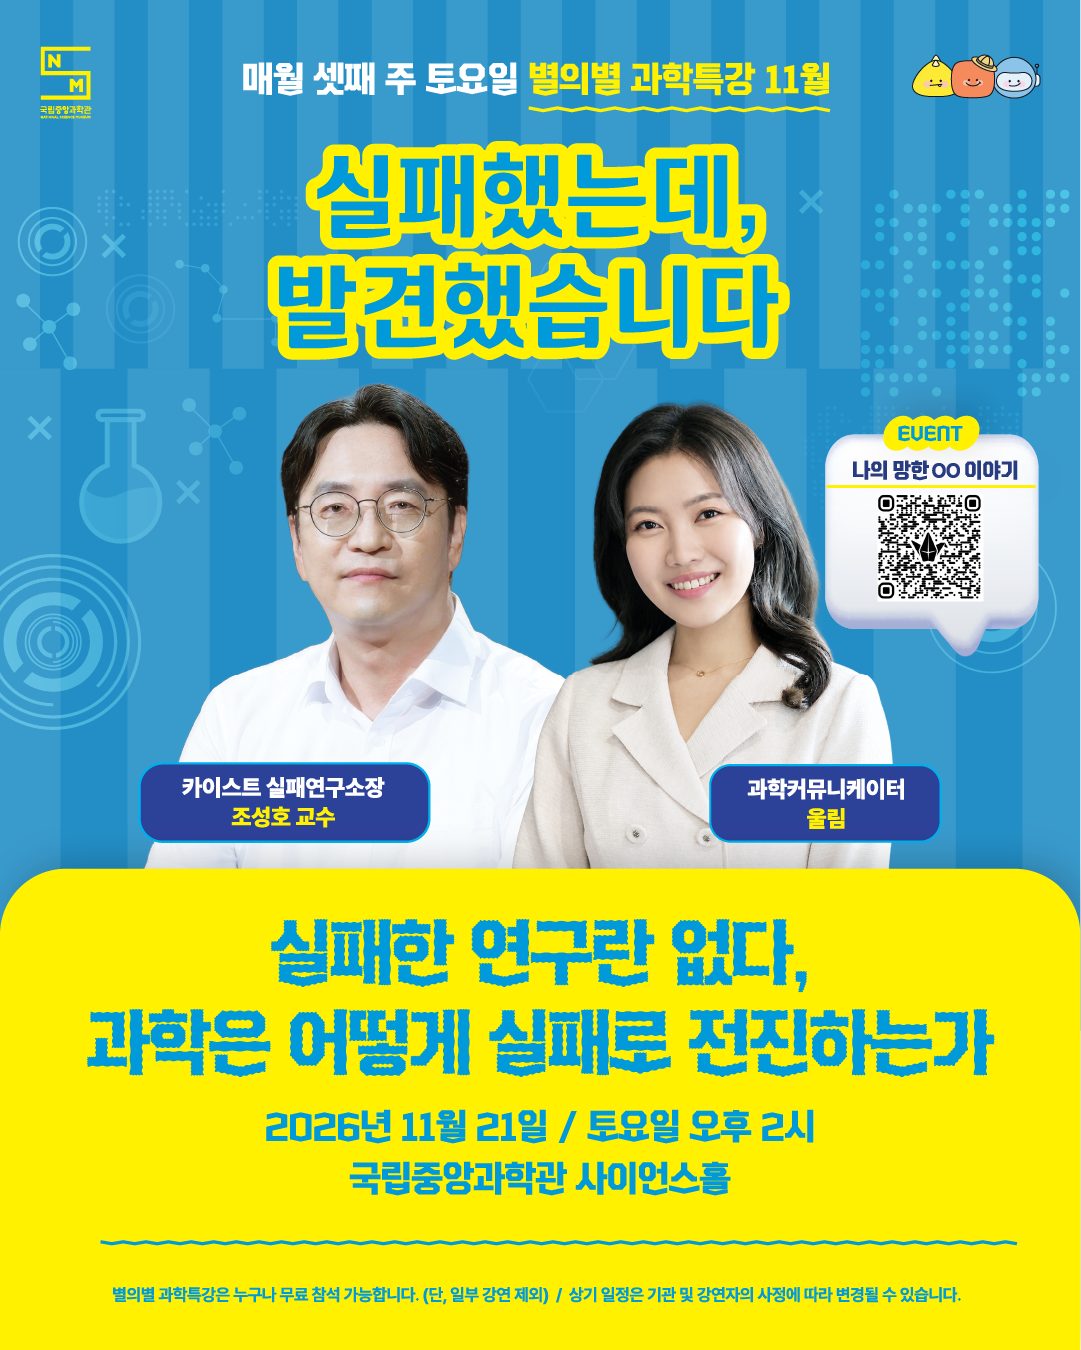 NSM
국립중앙과학관
NATIONAL SCIENCE MUSEUM
매월 셋째 주 토요일 별의별 과학특강 11월
실패했는데,
발견했습니다
EVENT
나의 망한 OO 이야기
카이스트 실패연구소장
조성호 교수
과학커뮤니케이터
울림
실패한 연구란 없다,
과학은 어떻게 실패로 전진하는가
2026년 11월 21일 / 토요일 오후 2시
국립중앙과학관 사이언스홀
별의별 과학특강은 누구나 무료 참석 가능합니다. (단, 일부 강연 제외) / 상기 일정은 기관 및 강연자의 사정에 따라 변경될 수 있습니다.